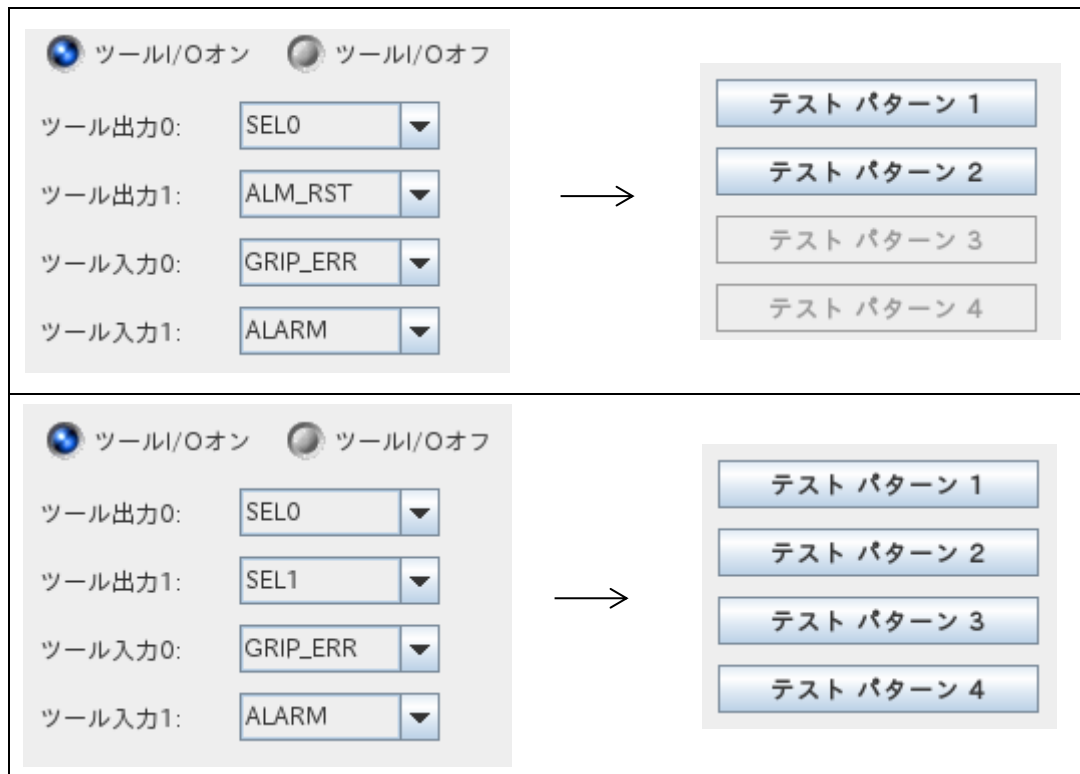 ツールI/Oオン ツールI/Oオフ
ツール出力0: SEL0
ツール出力1: ALM_RST
ツール入力0: GRIP_ERR
ツール入力1: ALARM
テスト パターン 1
テスト パターン 2
テスト パターン 3
テスト パターン 4
ツールI/Oオン ツールI/Oオフ
ツール出力0: SEL0
ツール出力1: SEL1
ツール入力0: GRIP_ERR
ツール入力1: ALARM
テスト パターン 1
テスト パターン 2
テスト パターン 3
テスト パターン 4